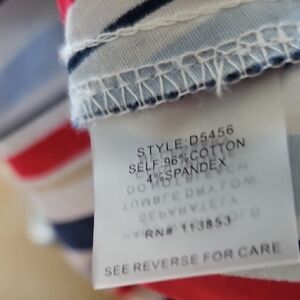 STYLE: D5456
SELF: 96% COTTON
4% SPANDEX
RN# 113853
SEE REVERSE FOR CARE